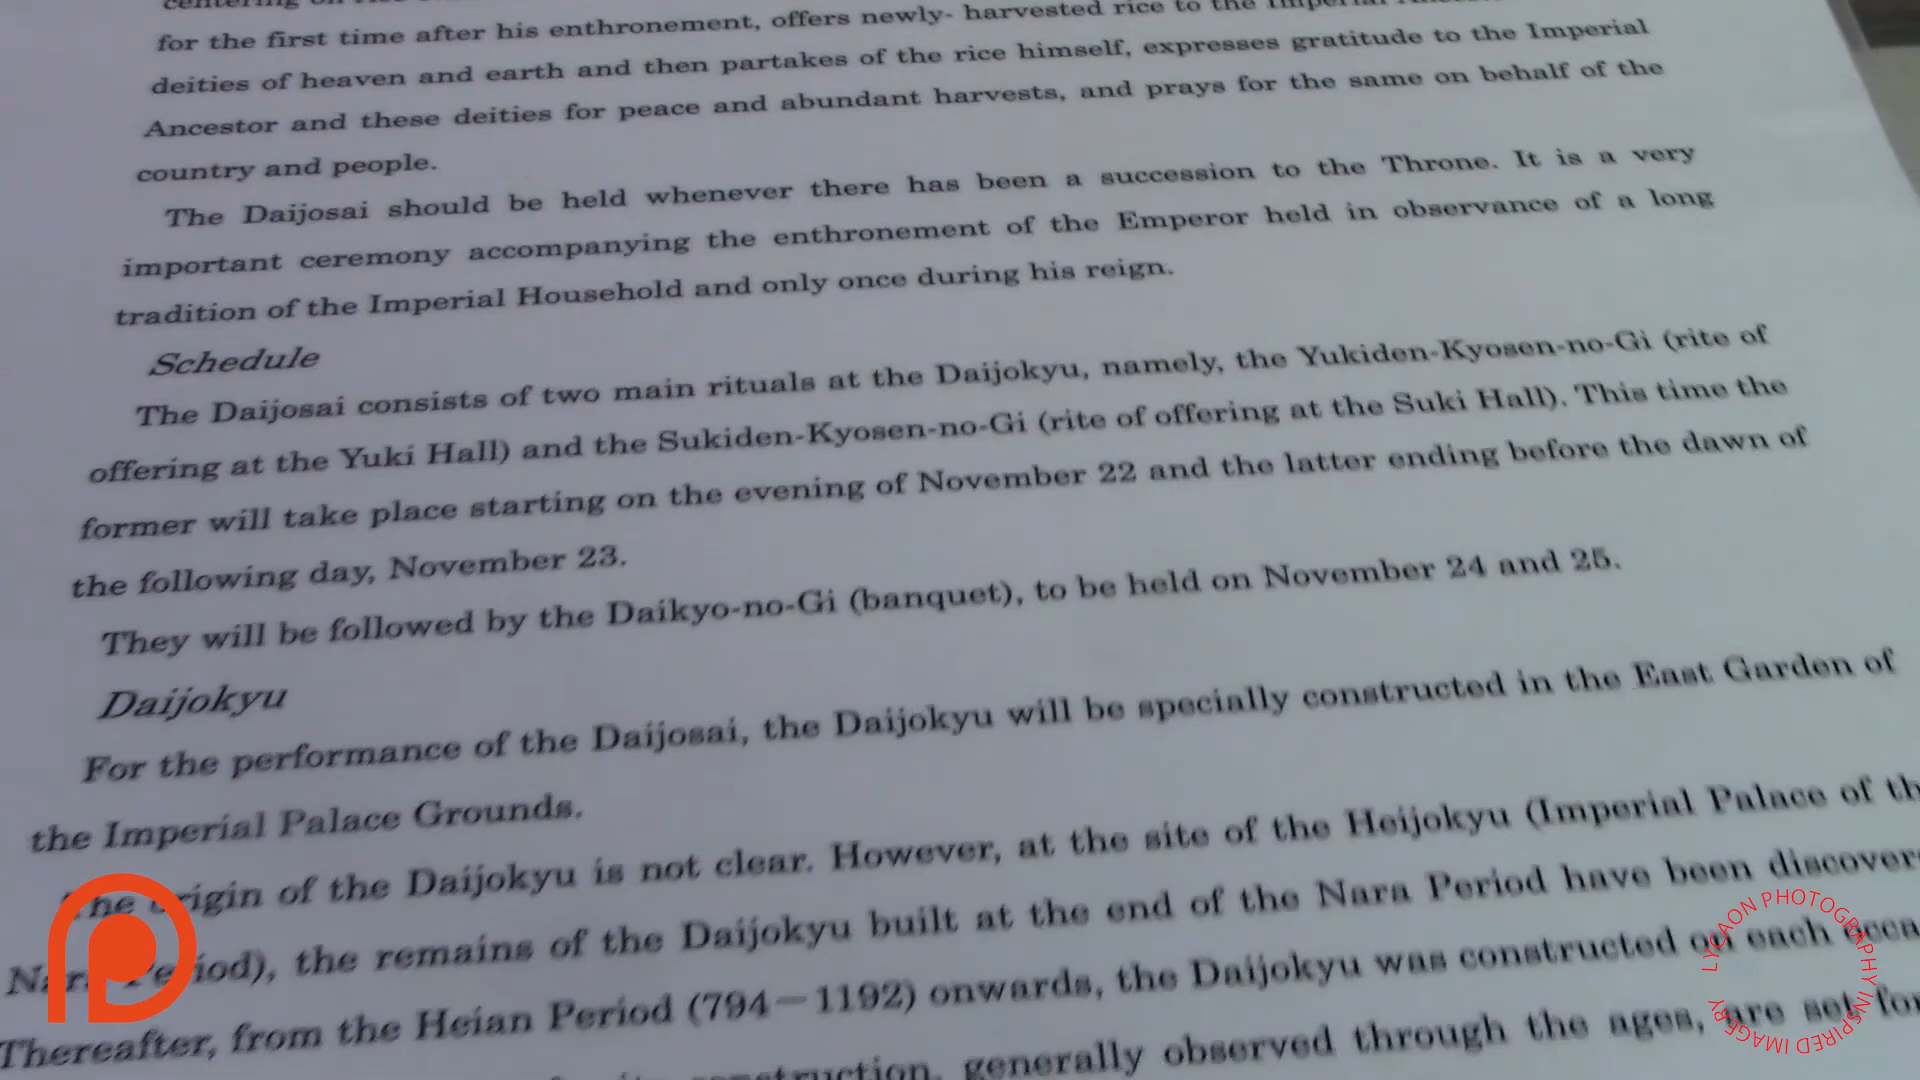 for the first time after his enthronement, offers newly- harvested rice to the Imperial
deities of heaven and earth and then partakes of the rice himself, expresses gratitude to the Imperial
Ancestor and these deities for peace and abundant harvests, and prays for the same on behalf of the
country and people.
The Daijosai should be held whenever there has been a succession to the Throne. It is a very
important ceremony accompanying the enthronement of the Emperor held in observance of a long
tradition of the Imperial Household and only once during his reign.
Schedule
The Daijosai consists of two main rituals at the Daijokyu, namely, the Yukiden-Kyosen-no-Gi (rite of
offering at the Yuki Hall) and the Sukiden-Kyosen-no-Gi (rite of offering at the Suki Hall). This time the
former will take place starting on the evening of November 22 and the latter ending before the dawn of
the following day, November 23.
They will be followed by the Daikyo-no-Gi (banquet), to be held on November 24 and 25.
Daijokyu
For the performance of the Daijosai, the Daijokyu will be specially constructed in the East Garden of
the Imperial Palace Grounds.
The origin of the Daijokyu is not clear. However, at the site of the Heijokyu (Imperial Palace of th
Nara Period), the remains of the Daijokyu built at the end of the Nara Period have been discover
Thereafter, from the Heian Period (794—1192) onwards, the Daijokyu was constructed on each occa
construction, generally observed through the ages, are set for
LYCAON PHOTOGRAPHY INSPIRED IMAGERY